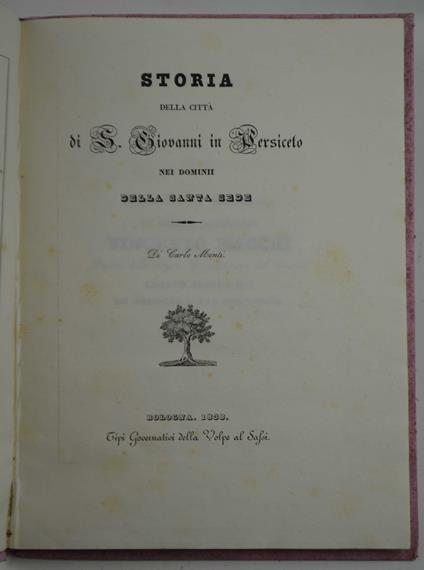 STORIA
DELLA CITTÀ
di S. Giovanni in Persiceto
NEI DOMINII
DELLA SANTA SEDE
Di Carlo Monti.
BOLOGNA. 1838.
Tipi Governativi della Volpe al Sassi.